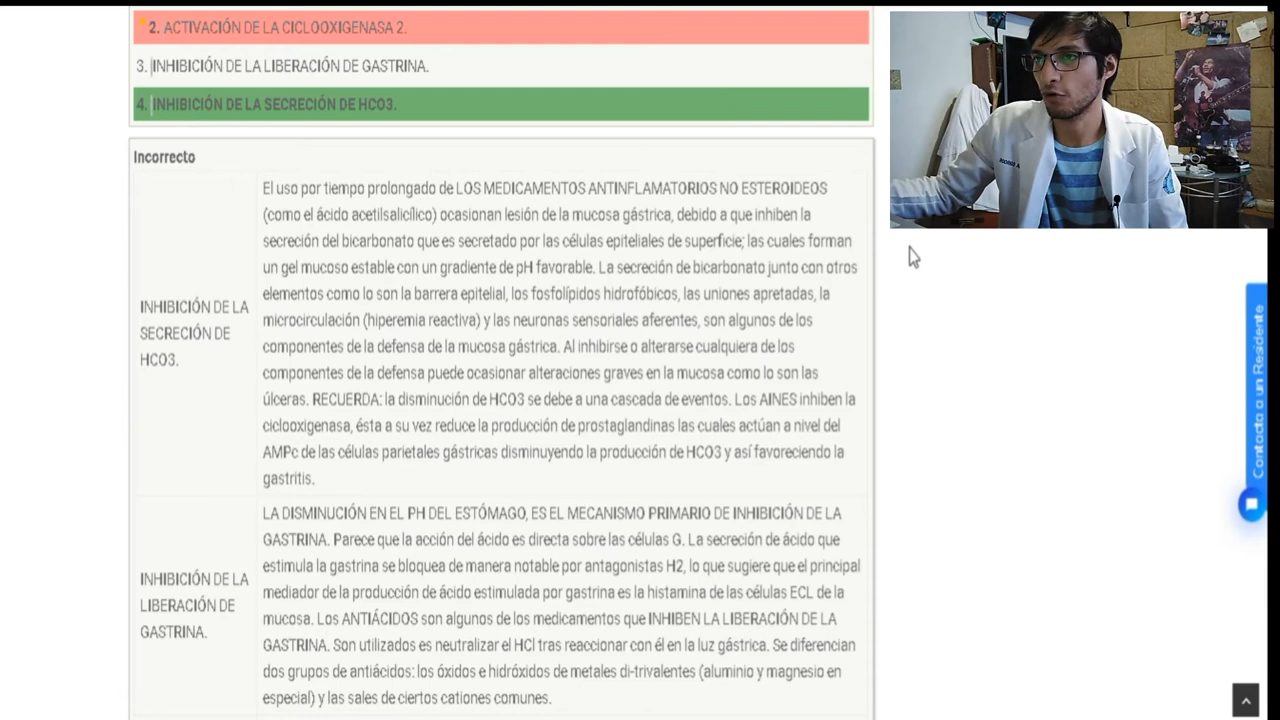 2. ACTIVACIÓN DE LA CICLOOXIGENASA 2.
3. INHIBICIÓN DE LA LIBERACIÓN DE GASTRINA.
4. INHIBICIÓN DE LA SECRECIÓN DE HCO3.
Incorrecto
INHIBICIÓN DE LA
SECRECIÓN DE
HCO3.
El uso por tiempo prolongado de LOS MEDICAMENTOS ANTINFLAMATORIOS NO ESTEROIDEOS
(como el ácido acetilsalicílico) ocasionan lesión de la mucosa gástrica, debido a que inhiben la
secreción del bicarbonato que es secretado por las células epiteliales de superficie; las cuales forman
un gel mucoso estable con un gradiente de pH favorable. La secreción de bicarbonato junto con otros
elementos como lo son la barrera epitelial, los fosfolípidos hidrofóbicos, las uniones apretadas, la
microcirculación (hiperemia reactiva) y las neuronas sensoriales aferentes, son algunos de los
componentes de la defensa de la mucosa gástrica. Al inhibirse o alterarse cualquiera de los
componentes de la defensa puede ocasionar alteraciones graves en la mucosa como lo son las
úlceras. RECUERDA: la disminución de HCO3 se debe a una cascada de eventos. Los AINES inhiben la
ciclooxigenasa, ésta a su vez reduce la producción de prostaglandinas las cuales actúan a nivel del
AMPc de las células parietales gástricas disminuyendo la producción de HCO3 y así favoreciendo la
gastritis.
INHIBICIÓN DE LA
LIBERACIÓN DE
GASTRINA.
LA DISMINUCIÓN EN EL PH DEL ESTÓMAGO, ES EL MECANISMO PRIMARIO DE INHIBICIÓN DE LA
GASTRINA. Parece que la acción del ácido es directa sobre las células G. La secreción de ácido que
estimula la gastrina se bloquea de manera notable por antagonistas H2, lo que sugiere que el principal
mediador de la producción de ácido estimulada por gastrina es la histamina de las células ECL de la
mucosa. Los ANTIÁCIDOS son algunos de los medicamentos que INHIBEN LA LIBERACIÓN DE LA
GASTRINA. Son utilizados es neutralizar el HCl tras reaccionar con él en la luz gástrica. Se diferencian
dos grupos de antiácidos: los óxidos e hidróxidos de metales di-trivalentes (aluminio y magnesio en
especial) y las sales de ciertos cationes comunes.
Contacta a un Residente